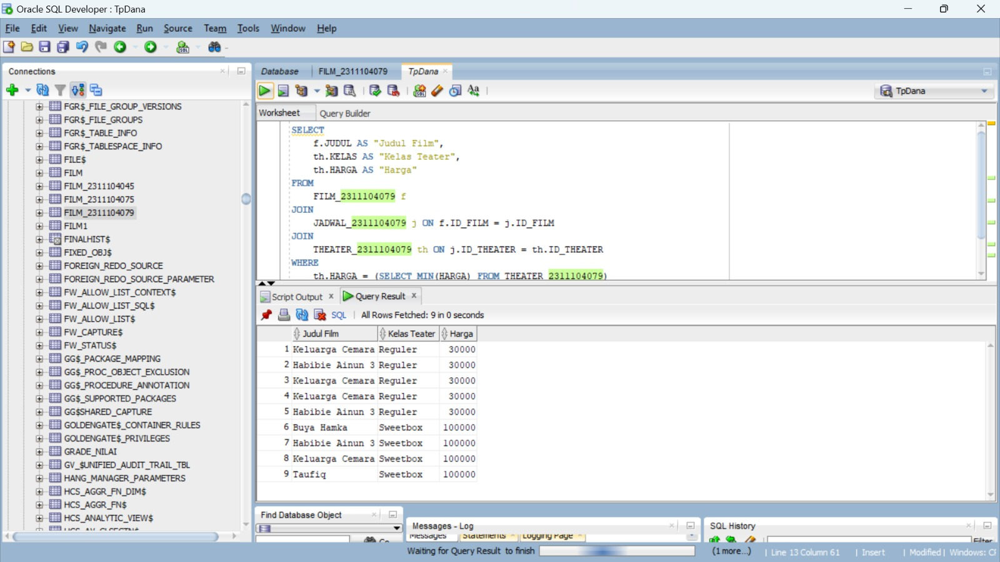 Oracle SQL Developer : TpDana
File Edit View Navigate Run Source Team Tools Window Help
Connections
FGR$_FILE_GROUP_VERSIONS
FGR$_FILE_GROUPS
FGR$_TABLE_INFO
FGR$_TABLESPACE_INFO
FILE$
FILM
FILM_2311104045
FILM_2311104075
FILM_2311104079
FILM1
FINALHIST$
FIXED_OBJ$
FOREIGN_REDO_SOURCE
FOREIGN_REDO_SOURCE_PARAMETER
FW_ALLOW_LIST_CONTEXT$
FW_ALLOW_LIST_SQL$
FW_ALLOW_LIST$
FW_CAPTURE$
FW_STATUS$
GG$_PACKAGE_MAPPING
GG$_PROC_OBJECT_EXCLUSION
GG$_PROCEDURE_ANNOTATION
GG$_SUPPORTED_PACKAGES
GG$SHARED_CAPTURE
GOLDENGATE$_CONTAINER_RULES
GOLDENGATE$_PRIVILEGES
GRADE_NILAI
GV_$UNIFIED_AUDIT_TRAIL_TBL
HANG_MANAGER_PARAMETERS
HCS_AGGR_FN_DIM$
HCS_AGGR_FN$
HCS_ANALYTIC_VIEW$
Database FILM_2311104079 TpDana
TpDana
Worksheet Query Builder
SELECT
f.JUDUL AS "Judul Film",
th.KELAS AS "Kelas Teater",
th.HARGA AS "Harga"
FROM
FILM_2311104079 f
JOIN
JADWAL_2311104079 j ON f.ID_FILM = j.ID_FILM
JOIN
THEATER_2311104079 th ON j.ID_THEATER = th.ID_THEATER
WHERE
th.HARGA = (SELECT MIN(HARGA) FROM THEATER_2311104079)
Script Output Query Result
SQL All Rows Fetched: 9 in 0 seconds
Judul Film Kelas Teater Harga
1 Keluarga Cemara Reguler 30000
2 Habibie Ainun 3 Reguler 30000
3 Keluarga Cemara Reguler 30000
4 Keluarga Cemara Reguler 30000
5 Habibie Ainun 3 Reguler 30000
6 Buya Hamka Sweetbox 100000
7 Habibie Ainun 3 Sweetbox 100000
8 Keluarga Cemara Sweetbox 100000
9 Taufiq Sweetbox 100000
Find Database Object
Go
Messages - Log
Messages Statements Logging Page
SQL History
Filter
Waiting for Query Result to finish (1 more...) | Line 13 Column 61 | Insert | Modified | Windows: